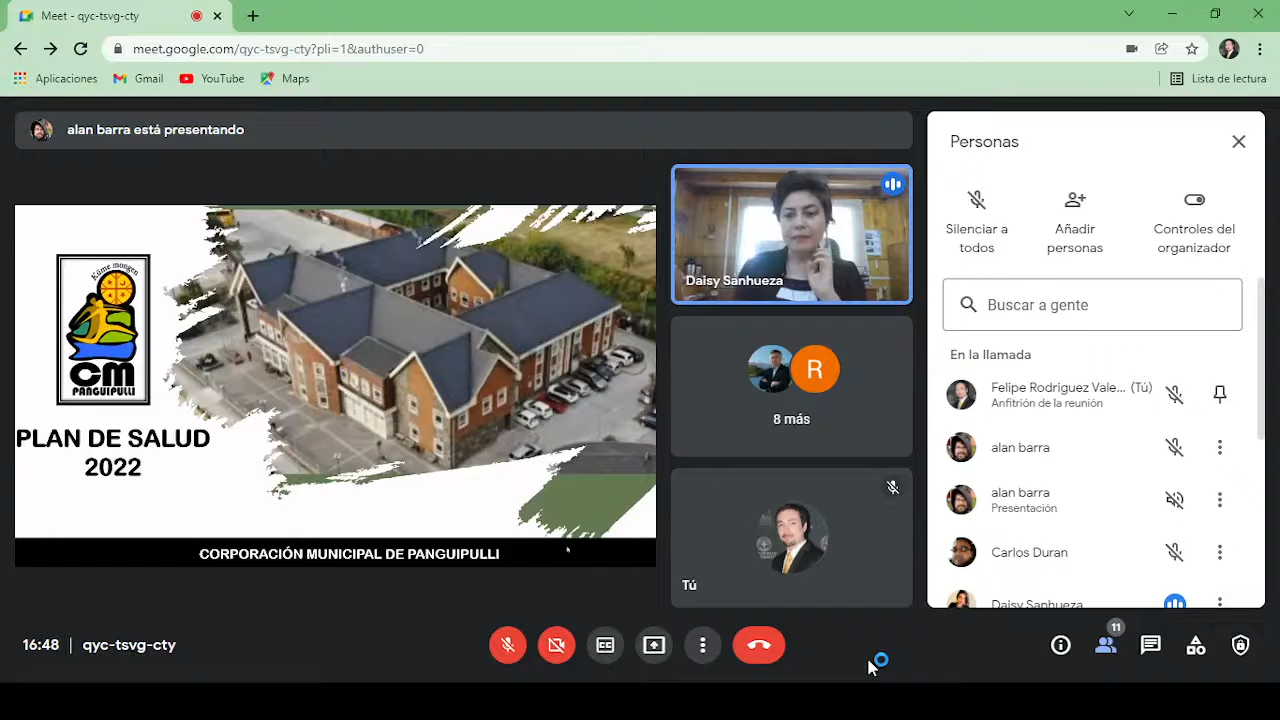 Meet - qyc-tsvg-cty
meet.google.com/qyc-tsvg-cty?pli=1&authuser=0
Aplicaciones
Gmail
YouTube
Maps
Lista de lectura
alan barra está presentando
Küme mongen
CM
PANGUIPULLI
PLAN DE SALUD
2022
CORPORACIÓN MUNICIPAL DE PANGUIPULLI
Daisy Sanhueza
R
8 más
Tú
Personas
Silenciar a
todos
Añadir
personas
Controles del
organizador
Buscar a gente
En la llamada
Felipe Rodriguez Vale... (Tú)
Anfitrión de la reunión
alan barra
alan barra
Presentación
Carlos Duran
Daisy Sanhueza
16:48 | qyc-tsvg-cty
CC
11